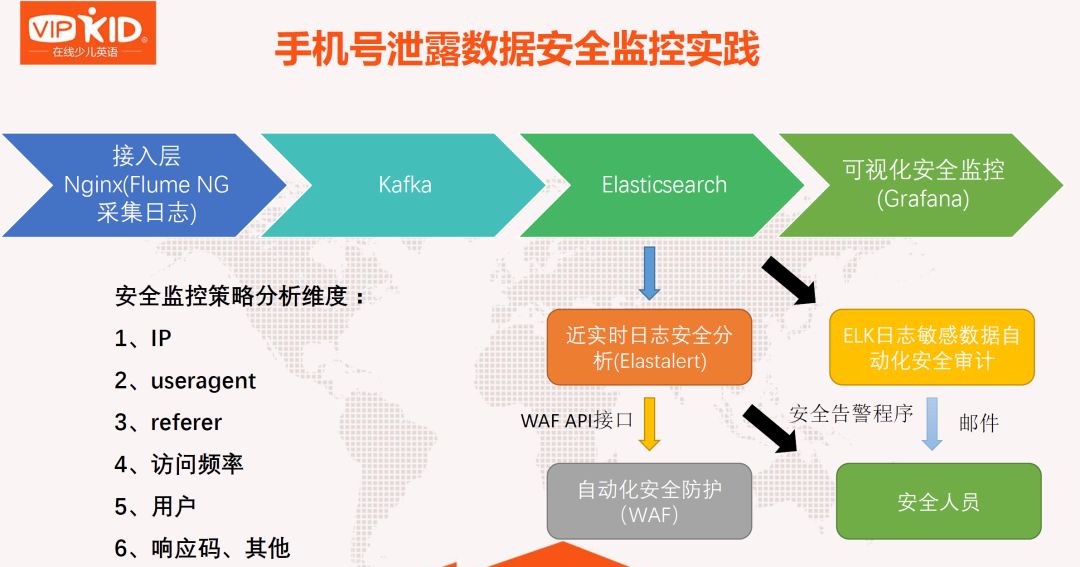 VIPKID®
在线少儿英语
手机号泄露数据安全监控实践
接入层
Nginx(Flume NG
采集日志)
Kafka
Elasticsearch
可视化安全监控
(Grafana)
安全监控策略分析维度：
1、IP
2、useragent
3、referer
4、访问频率
5、用户
6、响应码、其他
近实时日志安全分
析(Elastalert)
ELK日志敏感数据自
动化安全审计
WAF API接口
安全告警程序
邮件
自动化安全防护
（WAF）
安全人员